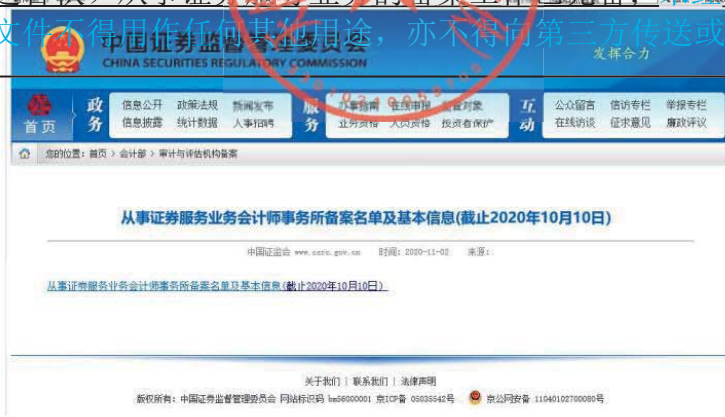 从事证券服务业务的备案工作
文件不得用作任何其他用途，亦不得向第三方传送或
中国证券监督管理委员会
CHINA SECURITIES REGULATORY COMMISSION
发挥合力
首页
政务
信息公开 政策法规 新闻发布
信息披露 统计数据 人事招聘
服务
办事指南 在线申报 监管对象
业务资格 人员资格 投资者保护
互动
公众留言 信访专栏 举报专栏
在线访谈 征求意见 廉政评议
您的位置：首页 > 会计部 > 审计与评估机构备案
从事证券服务业务会计师事务所备案名单及基本信息(截止2020年10月10日)
中国证监会 www.csrc.gov.cn 时间：2020-11-02 来源：
从事证券服务业务会计师事务所备案名单及基本信息(截止2020年10月10日)
关于我们 | 联系我们 | 法律声明
版权所有：中国证券监督管理委员会 网站标识码 bm56000001 京ICP备 05035542号 京公网安备 11040102700080号